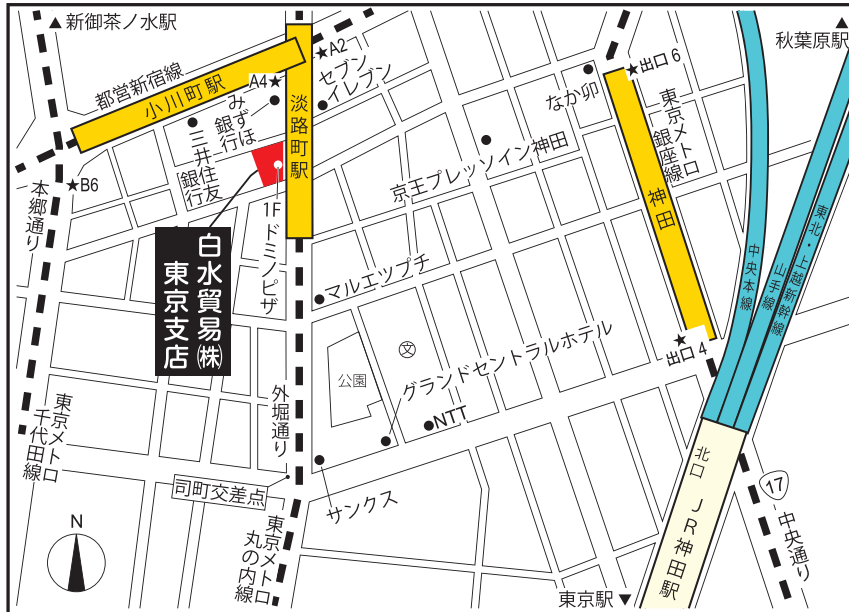 ▲新御茶ノ水駅
秋葉原駅▲
都営新宿線
小川町駅
A4★
★A2
セブン
イレブン
みずほ
銀行
三井住友
銀行
淡路町駅
★B6
本郷通り
1F ドミノピザ
白水貿易㈱
東京支店
なか卯
★出口6
東京メトロ
銀座線
神田
京王プレッソイン神田
中央本線
山手線
東北・上越新幹線
マルエツプチ
文
公園
グランドセントラルホテル
★出口4
NTT
外堀通り
東京メトロ
千代田線
司町交差点
サンクス
東京メトロ
丸の内線
北口
JR神田駅
17
中央通り
東京駅▼
N